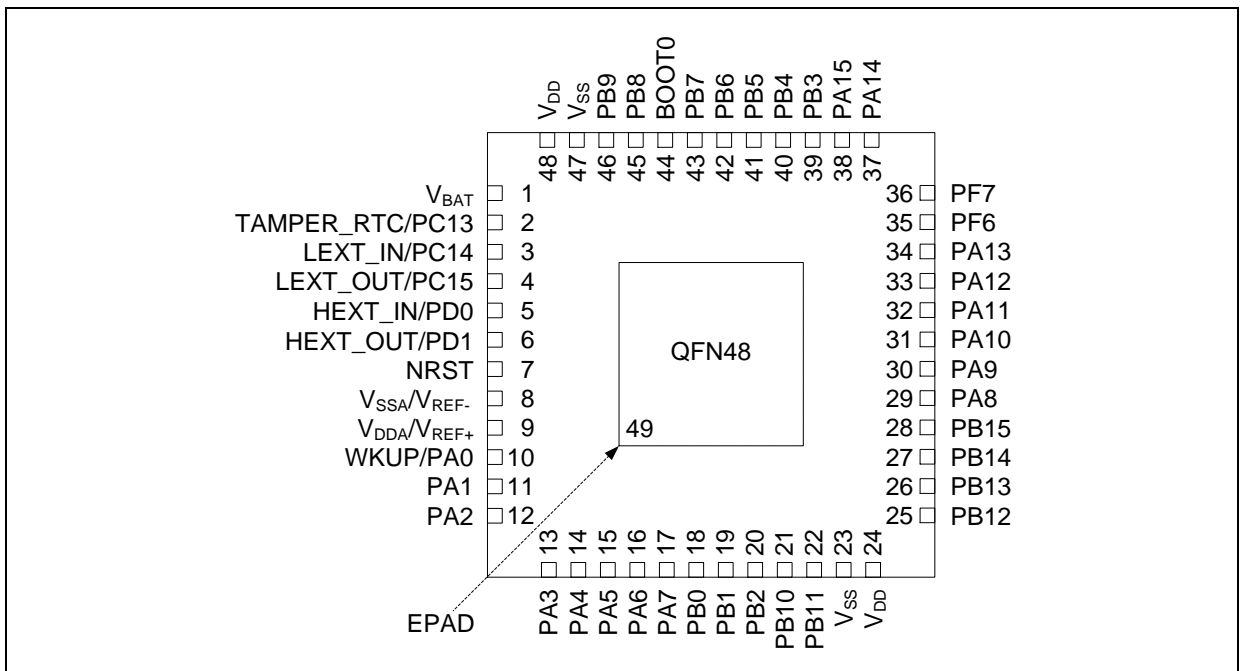 VDD
VSS
PB9
PB8
BOOT0
PB7
PB6
PB5
PB4
PB3
PA15
PA14
48
47
46
45
44
43
42
41
40
39
38
37
VBAT 1
TAMPER_RTC/PC13 2
LEXT_IN/PC14 3
LEXT_OUT/PC15 4
HEXT_IN/PD0 5
HEXT_OUT/PD1 6
NRST 7
VSSA/VREF- 8
VDDA/VREF+ 9
WKUP/PA0 10
PA1 11
PA2 12
QFN48
49
36 PF7
35 PF6
34 PA13
33 PA12
32 PA11
31 PA10
30 PA9
29 PA8
28 PB15
27 PB14
26 PB13
25 PB12
13
14
15
16
17
18
19
20
21
22
23
24
PA3
PA4
PA5
PA6
PA7
PB0
PB1
PB2
PB10
PB11
VSS
VDD
EPAD